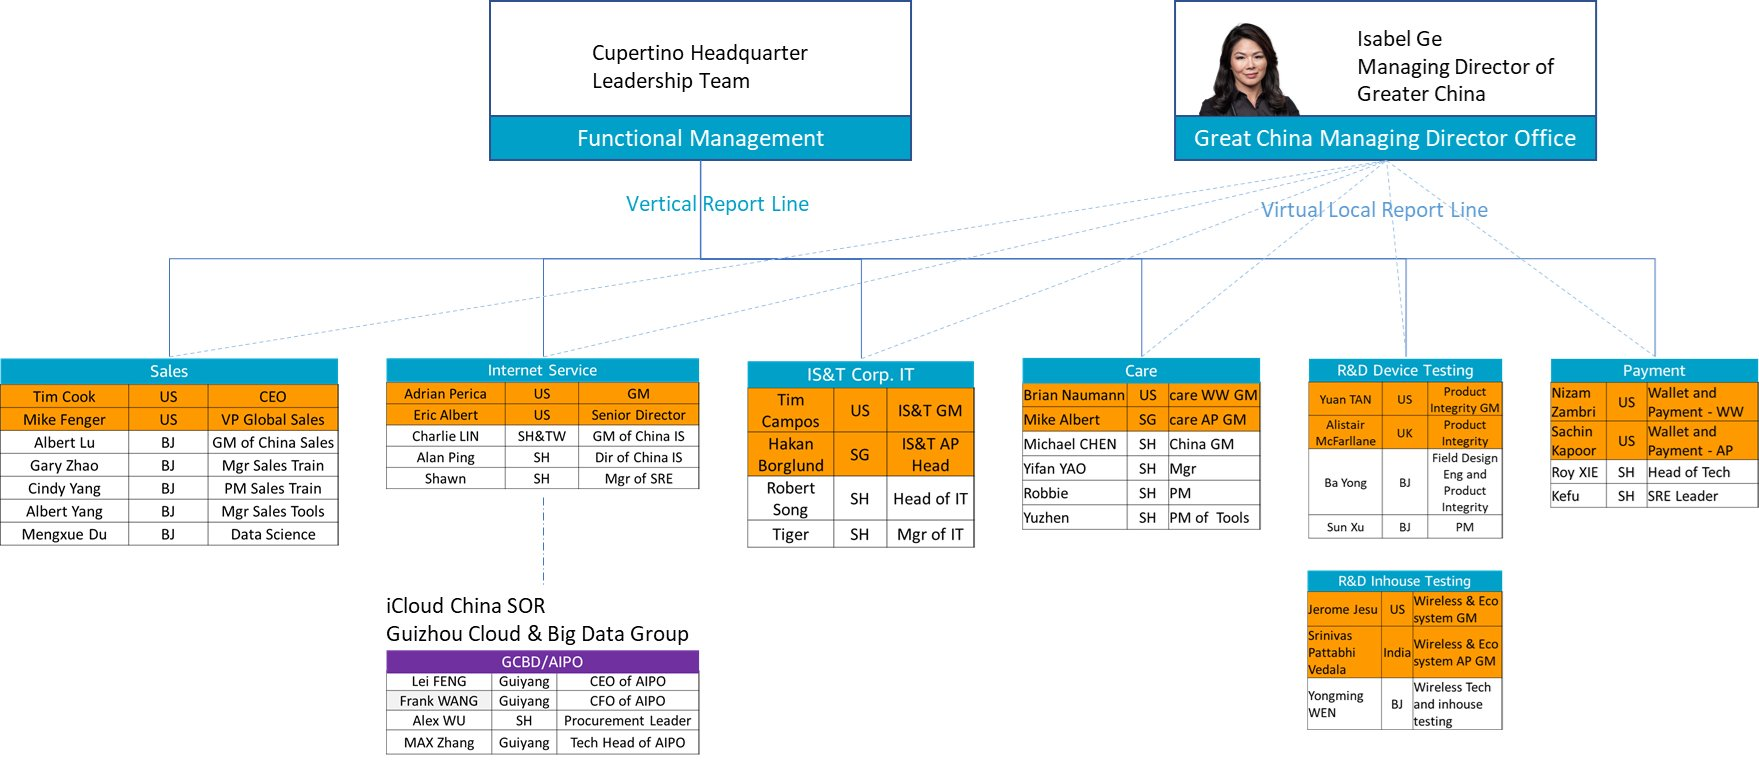 Cupertino Headquarter
Leadership Team
Functional Management
Isabel Ge
Managing Director of
Greater China
Great China Managing Director Office
Vertical Report Line
Virtual Local Report Line
Sales
Tim Cook US CEO
Mike Fenger US VP Global Sales
Albert Lu BJ GM of China Sales
Gary Zhao BJ Mgr Sales Train
Cindy Yang BJ PM Sales Train
Albert Yang BJ Mgr Sales Tools
Mengxue Du BJ Data Science
Internet Service
Adrian Perica US GM
Eric Albert US Senior Director
Charlie LIN SH&TW GM of China IS
Alan Ping SH Dir of China IS
Shawn SH Mgr of SRE
IS&T Corp. IT
Tim
Campos
US
IS&T GM
Hakan
Borglund
SG
IS&T AP
Head
Robert
Song
SH
Head of IT
Tiger SH Mgr of IT
Care
Brian Naumann US care WW GM
Mike Albert SG care AP GM
Michael CHEN SH China GM
Yifan YAO SH Mgr
Robbie SH PM
Yuzhen SH PM of Tools
R&D Device Testing
Yuan TAN
US
Product
Integrity GM
Alistair
McFarllane
UK
Product
Integrity
Ba Yong
BJ
Field Design
Eng and
Product
Integrity
Sun Xu BJ PM
Payment
Nizam
Zambri
US
Wallet and
Payment - WW
Sachin
Kapoor
US
Wallet and
Payment - AP
Roy XIE SH Head of Tech
Kefu SH SRE Leader
iCloud China SOR
Guizhou Cloud & Big Data Group
GCBD/AIPO
Lei FENG Guiyang CEO of AIPO
Frank WANG Guiyang CFO of AIPO
Alex WU SH Procurement Leader
MAX Zhang Guiyang Tech Head of AIPO
R&D Inhouse Testing
Jerome Jesu
US
Wireless & Eco
system GM
Srinivas
Pattabhi
Vedala
India
Wireless & Eco
system AP GM
Yongming
WEN
BJ
Wireless Tech
and inhouse
testing